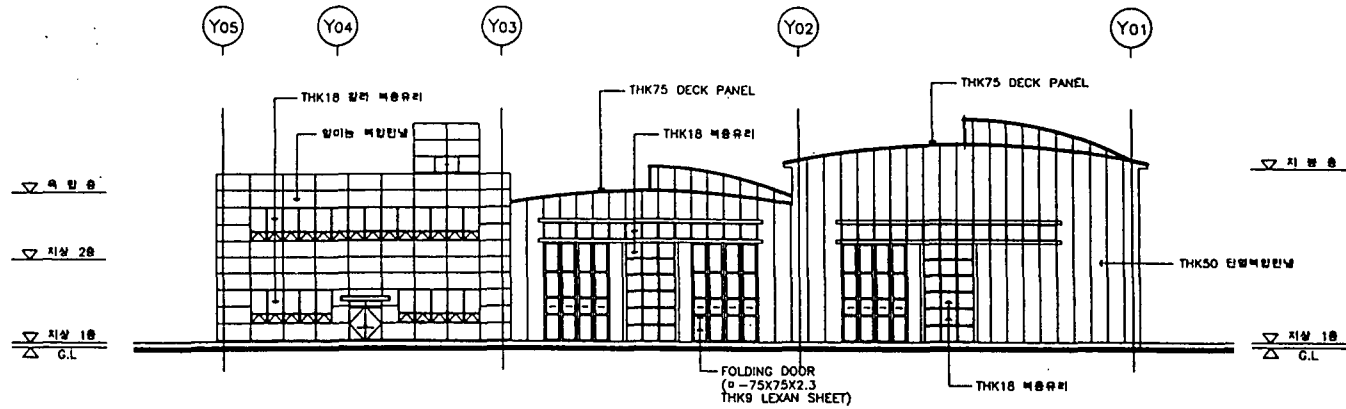 Y05
Y04
Y03
Y02
Y01
THK75 DECK PANEL
THK75 DECK PANEL
THK18 칼라 복층유리
알미늄 복합판넬
THK18 복층유리
옥탑층
지붕층
지상 2층
THK50 단열복합판넬
지상 1층
G.L
지상 1층
G.L
FOLDING DOOR
(ㅁ-75X75X2.3
THK9 LEXAN SHEET)
THK18 복층유리